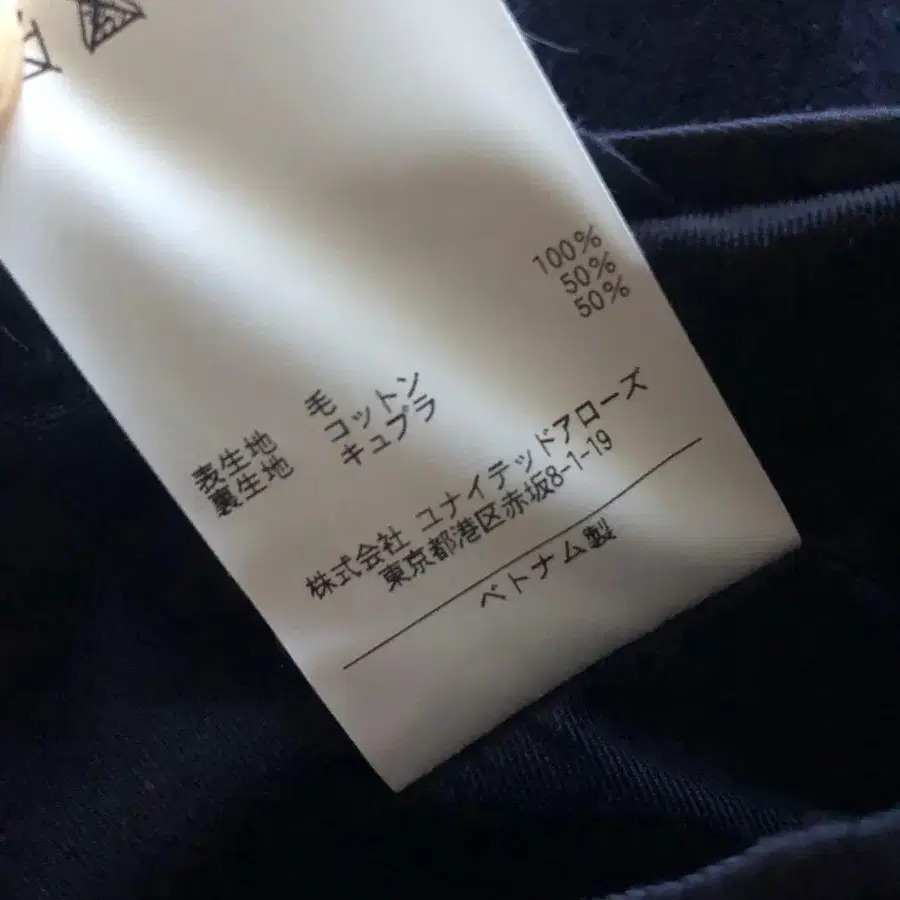 表生地 毛 100%
裏生地 コットン 50%
キュプラ 50%
株式会社 ユナイテッドアローズ
東京都港区赤坂8-1-19
ベトナム製